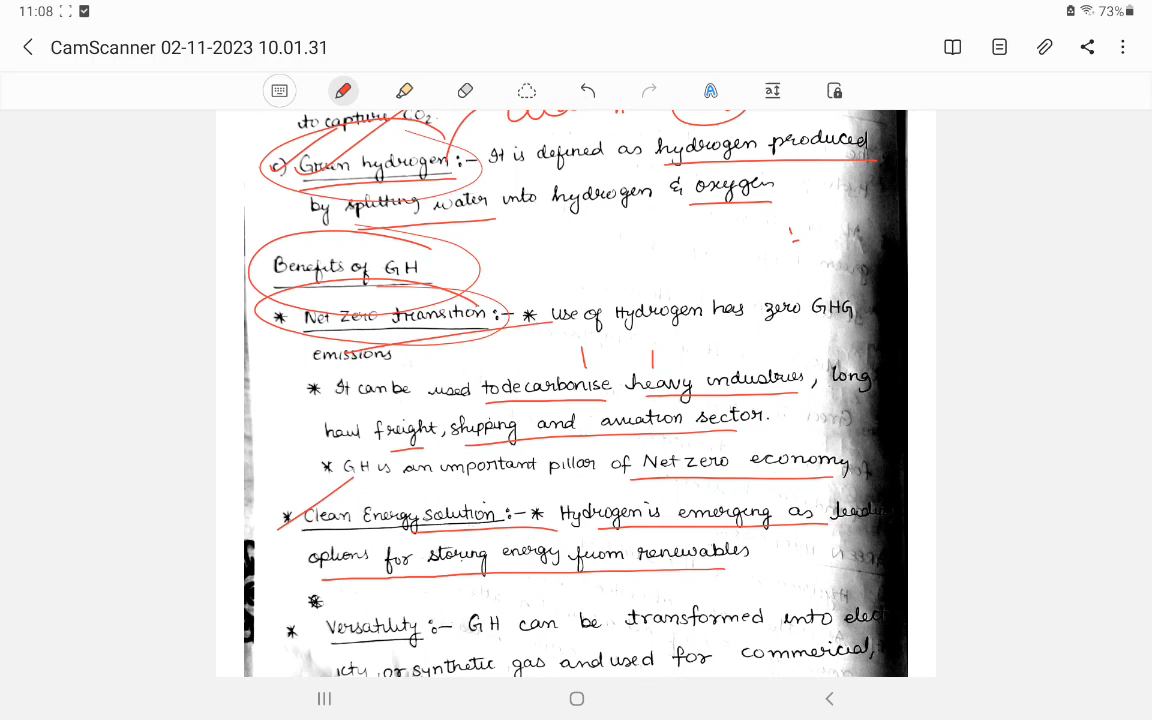 11:08
73%
CamScanner 02-11-2023 10.01.31
to capture CO2.
c) Green hydrogen :- It is defined as hydrogen produced
by splitting water into hydrogen & oxygen
Benefits of GH
* Net Zero transition :- * Use of Hydrogen has zero GHG
emissions
* It can be used to decarbonise heavy industries, long
haul freight, shipping and aviation sector.
* GH is an important pillar of Net zero economy
* Clean Energy solution :- * Hydrogen is emerging as leadi
options for storing energy from renewables
*
* Versatility :- GH can be transformed into elect
icty or synthetic gas and used for commericial,